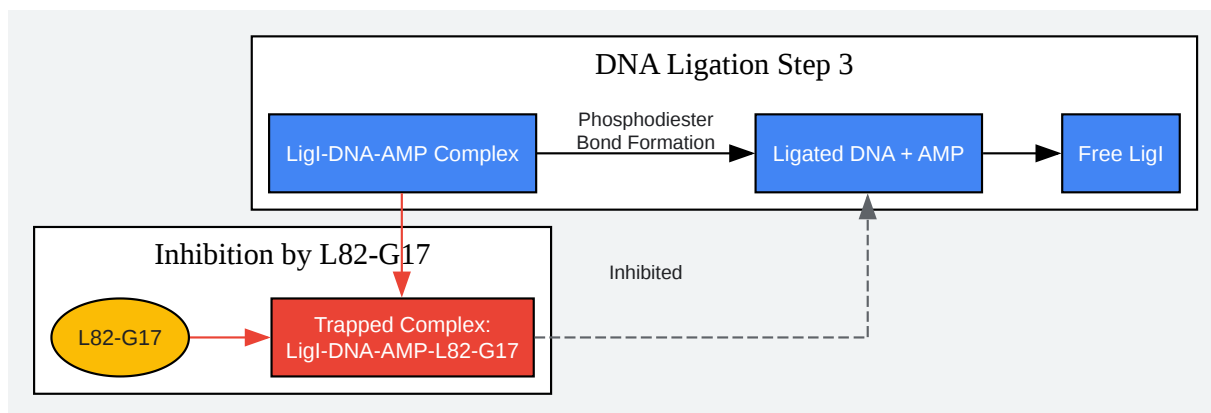 DNA Ligation Step 3
Phosphodiester
Bond Formation
LigI-DNA-AMP Complex
Ligated DNA + AMP
Free LigI
Inhibition by L82-G17
Inhibited
L82-G17
Trapped Complex:
LigI-DNA-AMP-L82-G17